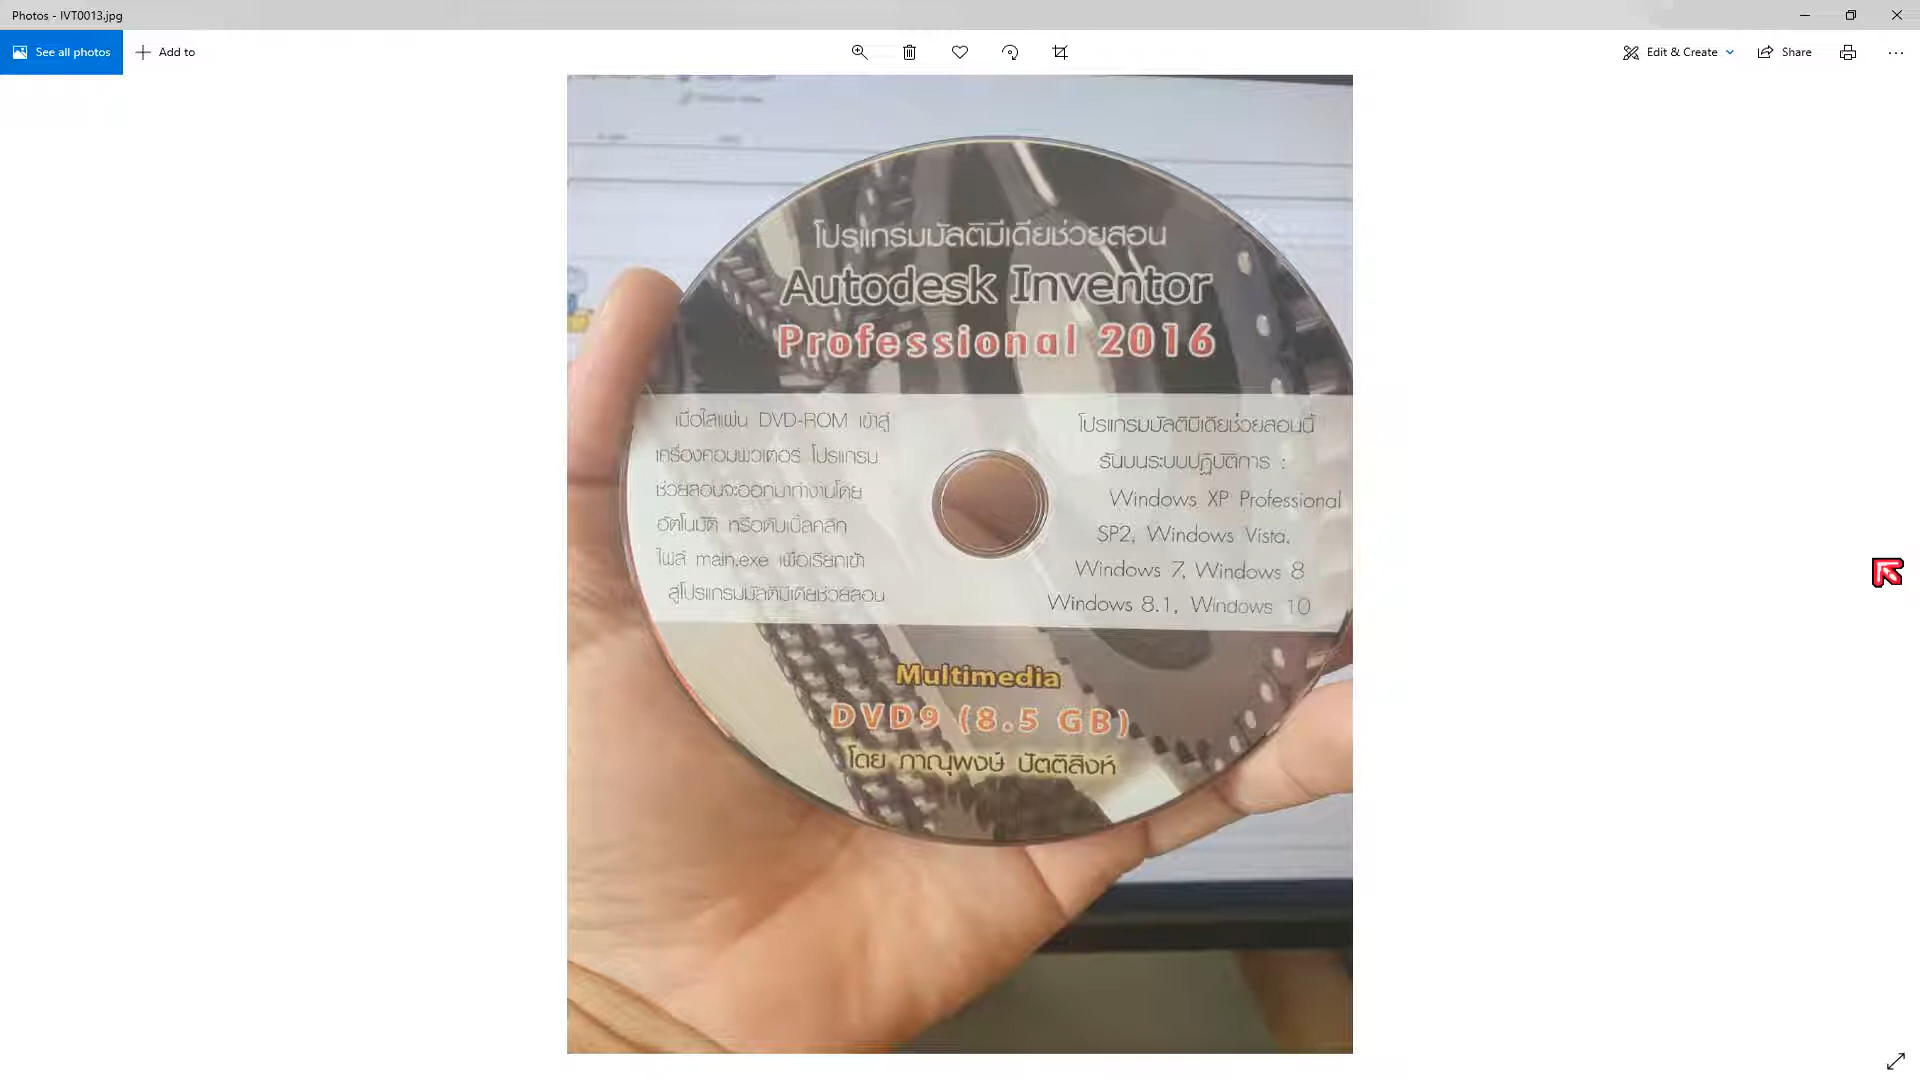 Photos - IVT0013.jpg
See all photos
Add to
Edit & Create
Share
โปรแกรมมัลติมีเดียช่วยสอน
Autodesk Inventor
Professional 2016
เมื่อใส่แผ่น DVD-ROM เข้าสู่
เครื่องคอมพิวเตอร์ โปรแกรม
ช่วยสอนจะออกมาทำงานโดย
อัตโนมัติ หรือดับเบิ้ลคลิก
ไฟล์ main.exe เพื่อเรียกเข้า
สู่โปรแกรมมัลติมีเดียช่วยสอน
โปรแกรมมัลติมีเดียช่วยสอนนี้
รันบนระบบปฏิบัติการ :
Windows XP Professional
SP2, Windows Vista,
Windows 7, Windows 8
Windows 8.1, Windows 10
Multimedia
DVD9 (8.5 GB)
โดย ภาณุพงษ์ ปัตติสิงห์